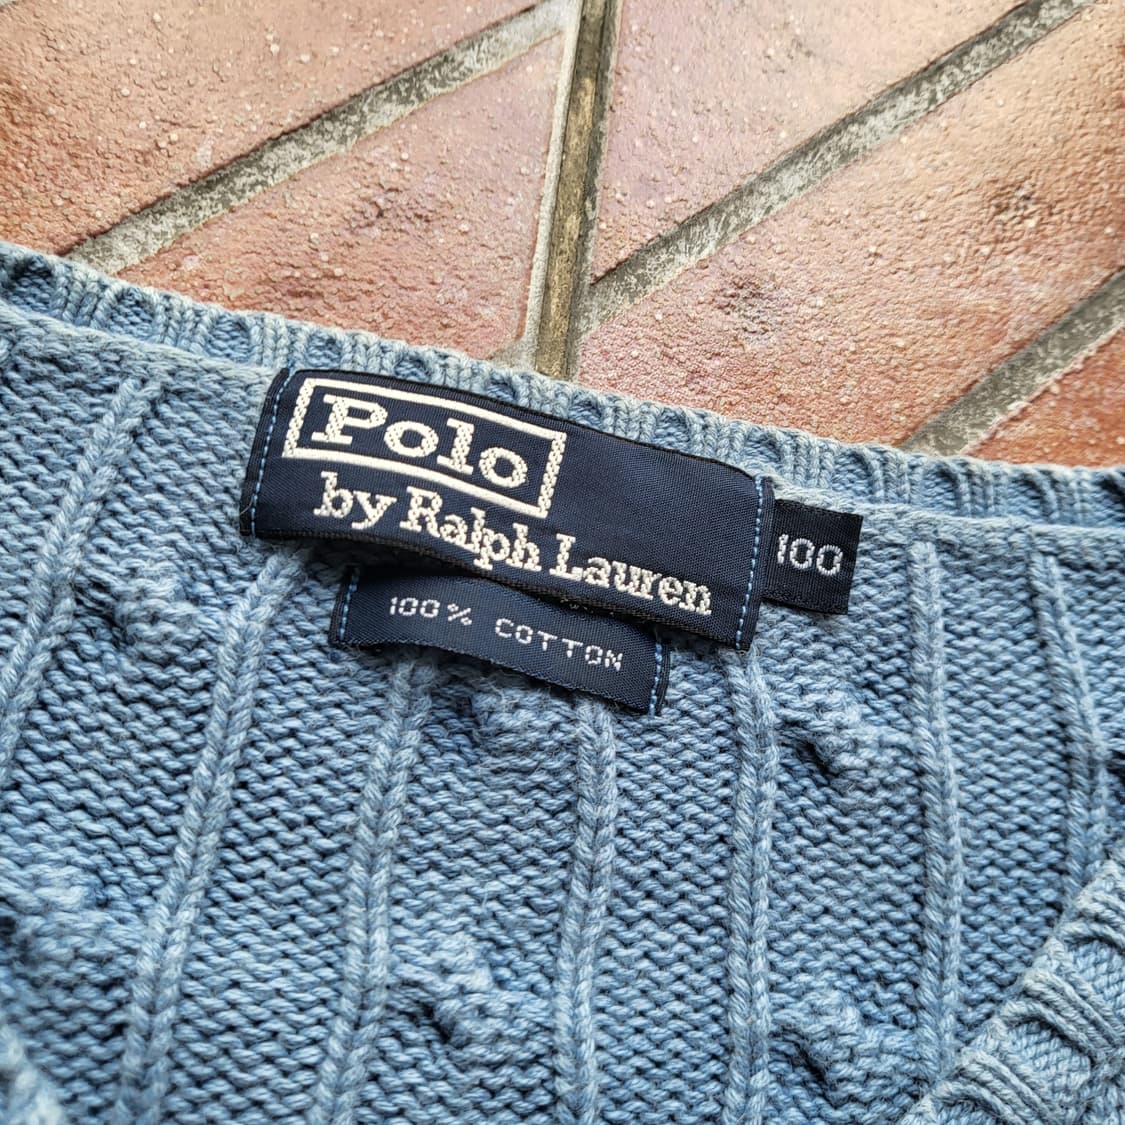 Polo
by Ralph Lauren
100
100% COTTON